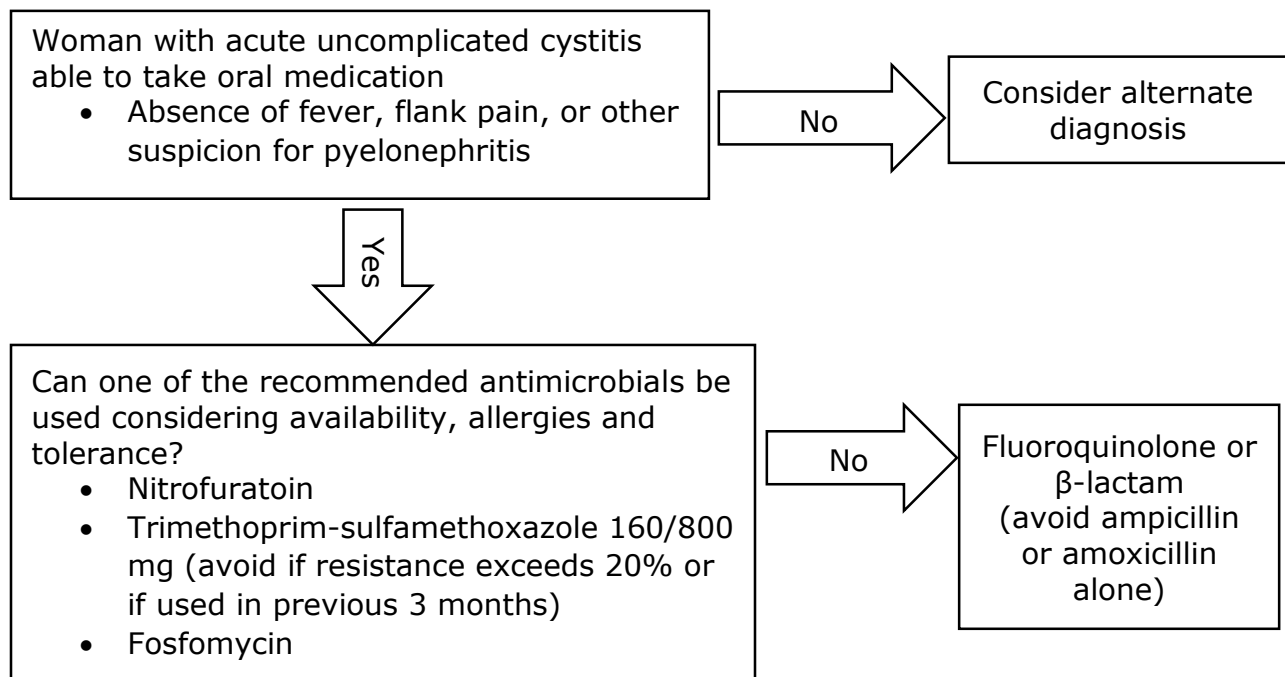 Woman with acute uncomplicated cystitis
able to take oral medication
• Absence of fever, flank pain, or other
suspicion for pyelonephritis
No
Consider alternate
diagnosis
Yes
Can one of the recommended antimicrobials be
used considering availability, allergies and
tolerance?
• Nitrofuratoin
• Trimethoprim-sulfamethoxazole 160/800
mg (avoid if resistance exceeds 20% or
if used in previous 3 months)
• Fosfomycin
No
Fluoroquinolone or
β-lactam
(avoid ampicillin
or amoxicillin
alone)